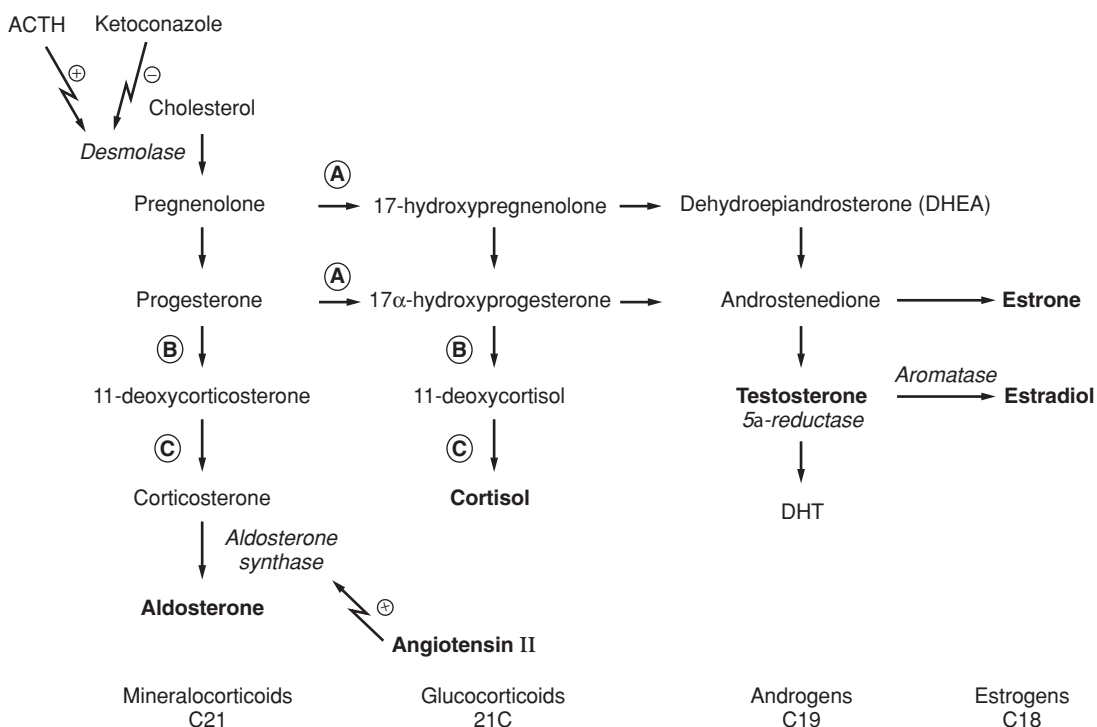 ACTH Ketoconazole
+ −
Cholesterol
Desmolase
A A
Pregnenolone 17-hydroxypregnenolone Dehydroepiandrosterone (DHEA)
Progesterone 17α-hydroxyprogesterone Androstenedione Estrone
B B
11-deoxycorticosterone 11-deoxycortisol Testosterone Aromatase Estradiol
5a-reductase
C C
Corticosterone Cortisol DHT
Aldosterone
synthase
Aldosterone
+
Angiotensin II
Mineralocorticoids Glucocorticoids Androgens Estrogens
C21 21C C19 C18